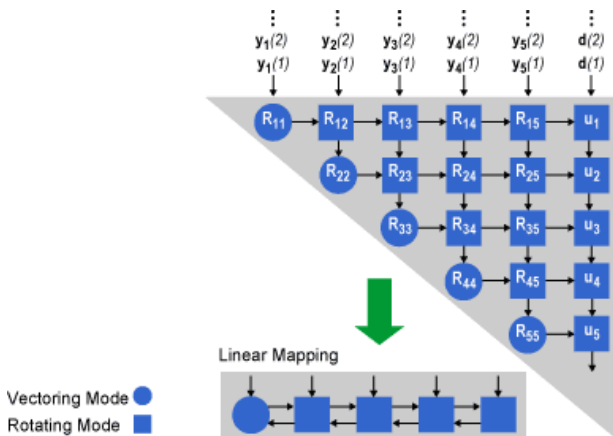 ⋮ ⋮ ⋮ ⋮ ⋮ ⋮
y₁(2) y₂(2) y₃(2) y₄(2) y₅(2) d(2)
y₁(1) y₂(1) y₃(1) y₄(1) y₅(1) d(1)
R₁₁ R₁₂ R₁₃ R₁₄ R₁₅ u₁
R₂₂ R₂₃ R₂₄ R₂₅ u₂
R₃₃ R₃₄ R₃₅ u₃
R₄₄ R₄₅ u₄
R₅₅ u₅
Linear Mapping
Vectoring Mode
Rotating Mode